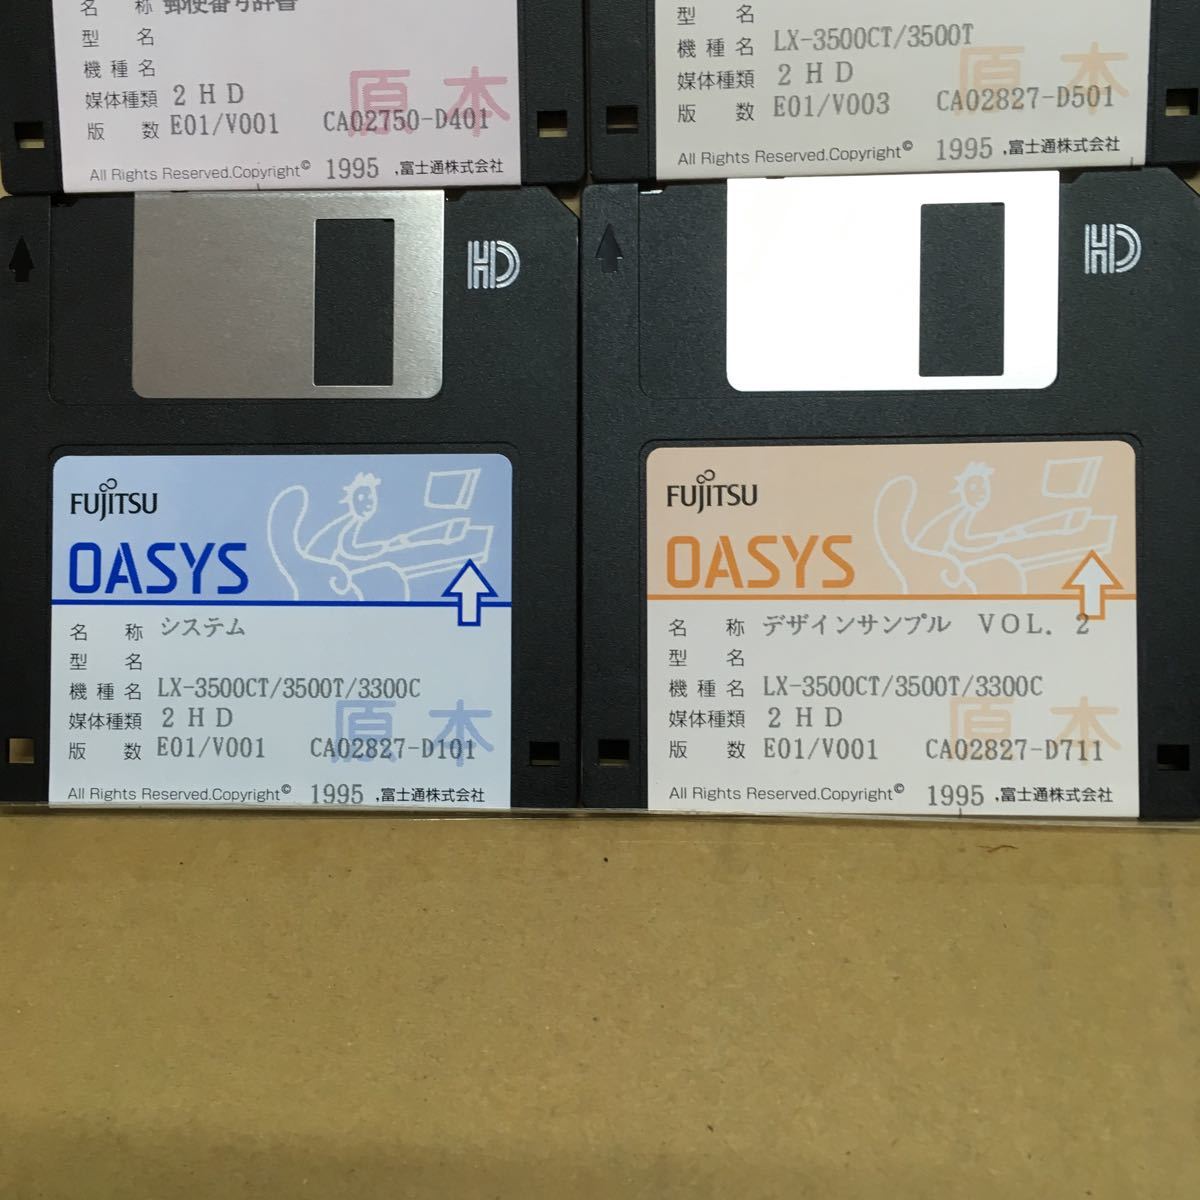 名 称 郵便番号辞書
型 名
機 種 名
媒体種類 2HD
版 数 E01/V001 CA02750-D401
原本
All Rights Reserved.Copyright© 1995 ,富士通株式会社
型 名
機 種 名 LX-3500CT/3500T
媒体種類 2HD
版 数 E01/V003 CA02827-D501
原本
All Rights Reserved.Copyright© 1995 ,富士通株式会社
HD
FUJITSU
OASYS
名 称 システム
型 名
機 種 名 LX-3500CT/3500T/3300C
媒体種類 2HD
版 数 E01/V001 CA02827-D101
原本
All Rights Reserved.Copyright© 1995 ,富士通株式会社
HD
FUJITSU
OASYS
名 称 デザインサンプル VOL.2
型 名
機 種 名 LX-3500CT/3500T/3300C
媒体種類 2HD
版 数 E01/V001 CA02827-D711
原本
All Rights Reserved.Copyright© 1995 ,富士通株式会社